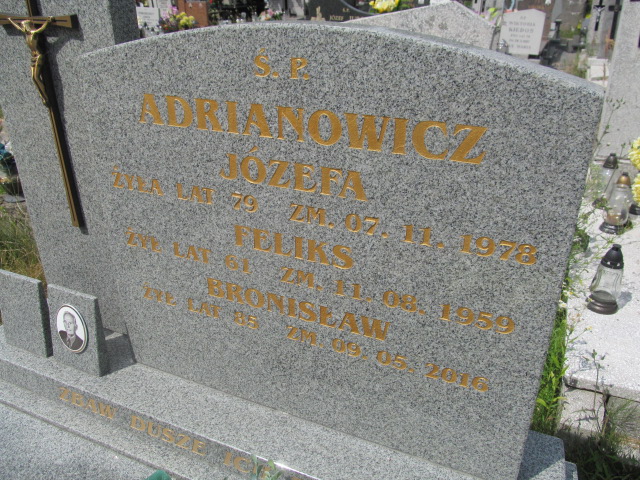 Ś. P.
ADRIANOWICZ
JÓZEFA
ŻYŁA LAT 79 ZM. 07. 11. 1978
FELIKS
ŻYŁ LAT 61 ZM. 11. 08. 1959
BRONISŁAW
ŻYŁ LAT 85 ZM. 09. 05. 2016
ZBAW DUSZE